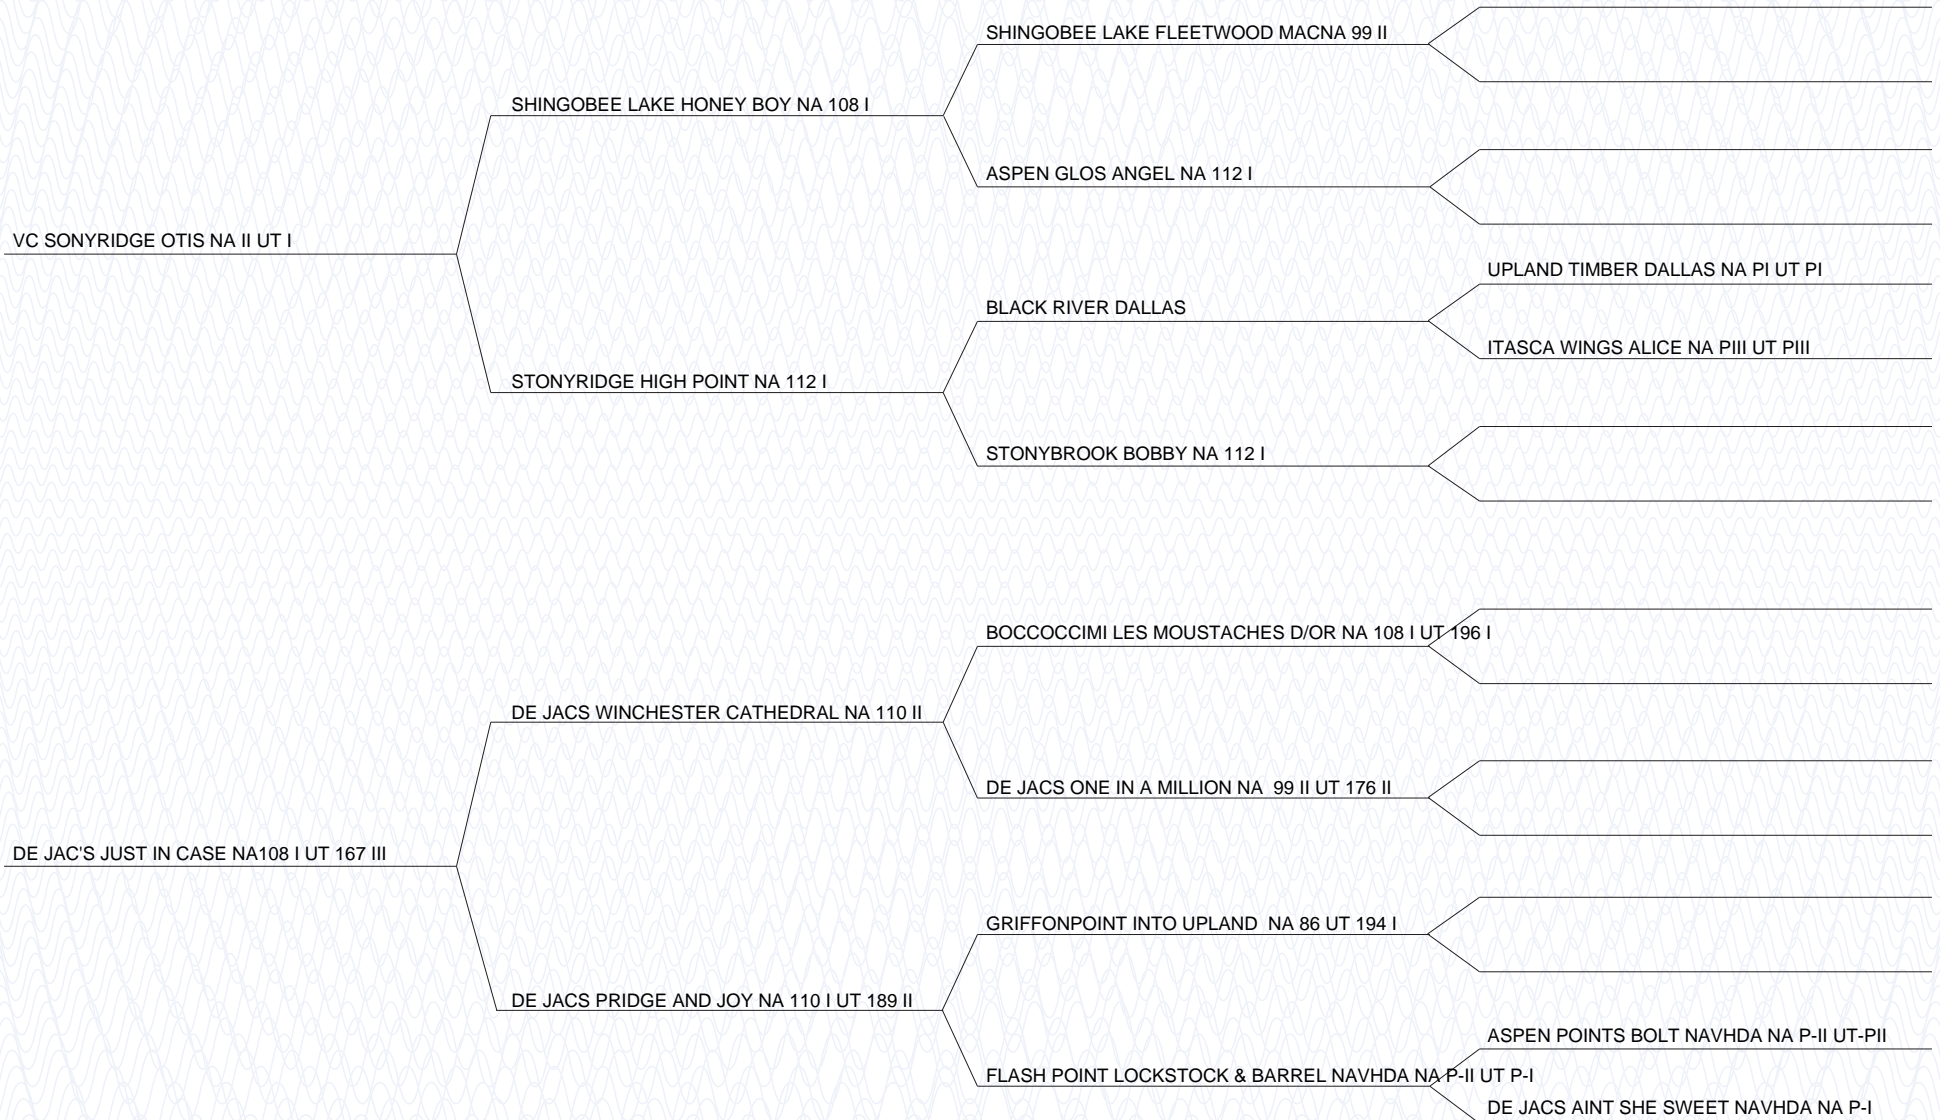 SHINGOBEE LAKE FLEETWOOD MACNA 99 II
SHINGOBEE LAKE HONEY BOY NA 108 I
ASPEN GLOS ANGEL NA 112 I
VC SONYRIDGE OTIS NA II UT I
UPLAND TIMBER DALLAS NA PI UT PI
BLACK RIVER DALLAS
ITASCA WINGS ALICE NA PIII UT PIII
STONYRIDGE HIGH POINT NA 112 I
STONYBROOK BOBBY NA 112 I
BOCCOCCIMI LES MOUSTACHES D/OR NA 108 I UT 196 I
DE JACS WINCHESTER CATHEDRAL NA 110 II
DE JACS ONE IN A MILLION NA  99 II UT 176 II
DE JAC'S JUST IN CASE NA108 I UT 167 III
GRIFFONPOINT INTO UPLAND  NA 86 UT 194 I
DE JACS PRIDGE AND JOY NA 110 I UT 189 II
ASPEN POINTS BOLT NAVHDA NA P-II UT-PII
FLASH POINT LOCKSTOCK & BARREL NAVHDA NA P-II UT P-I
DE JACS AINT SHE SWEET NAVHDA NA P-I